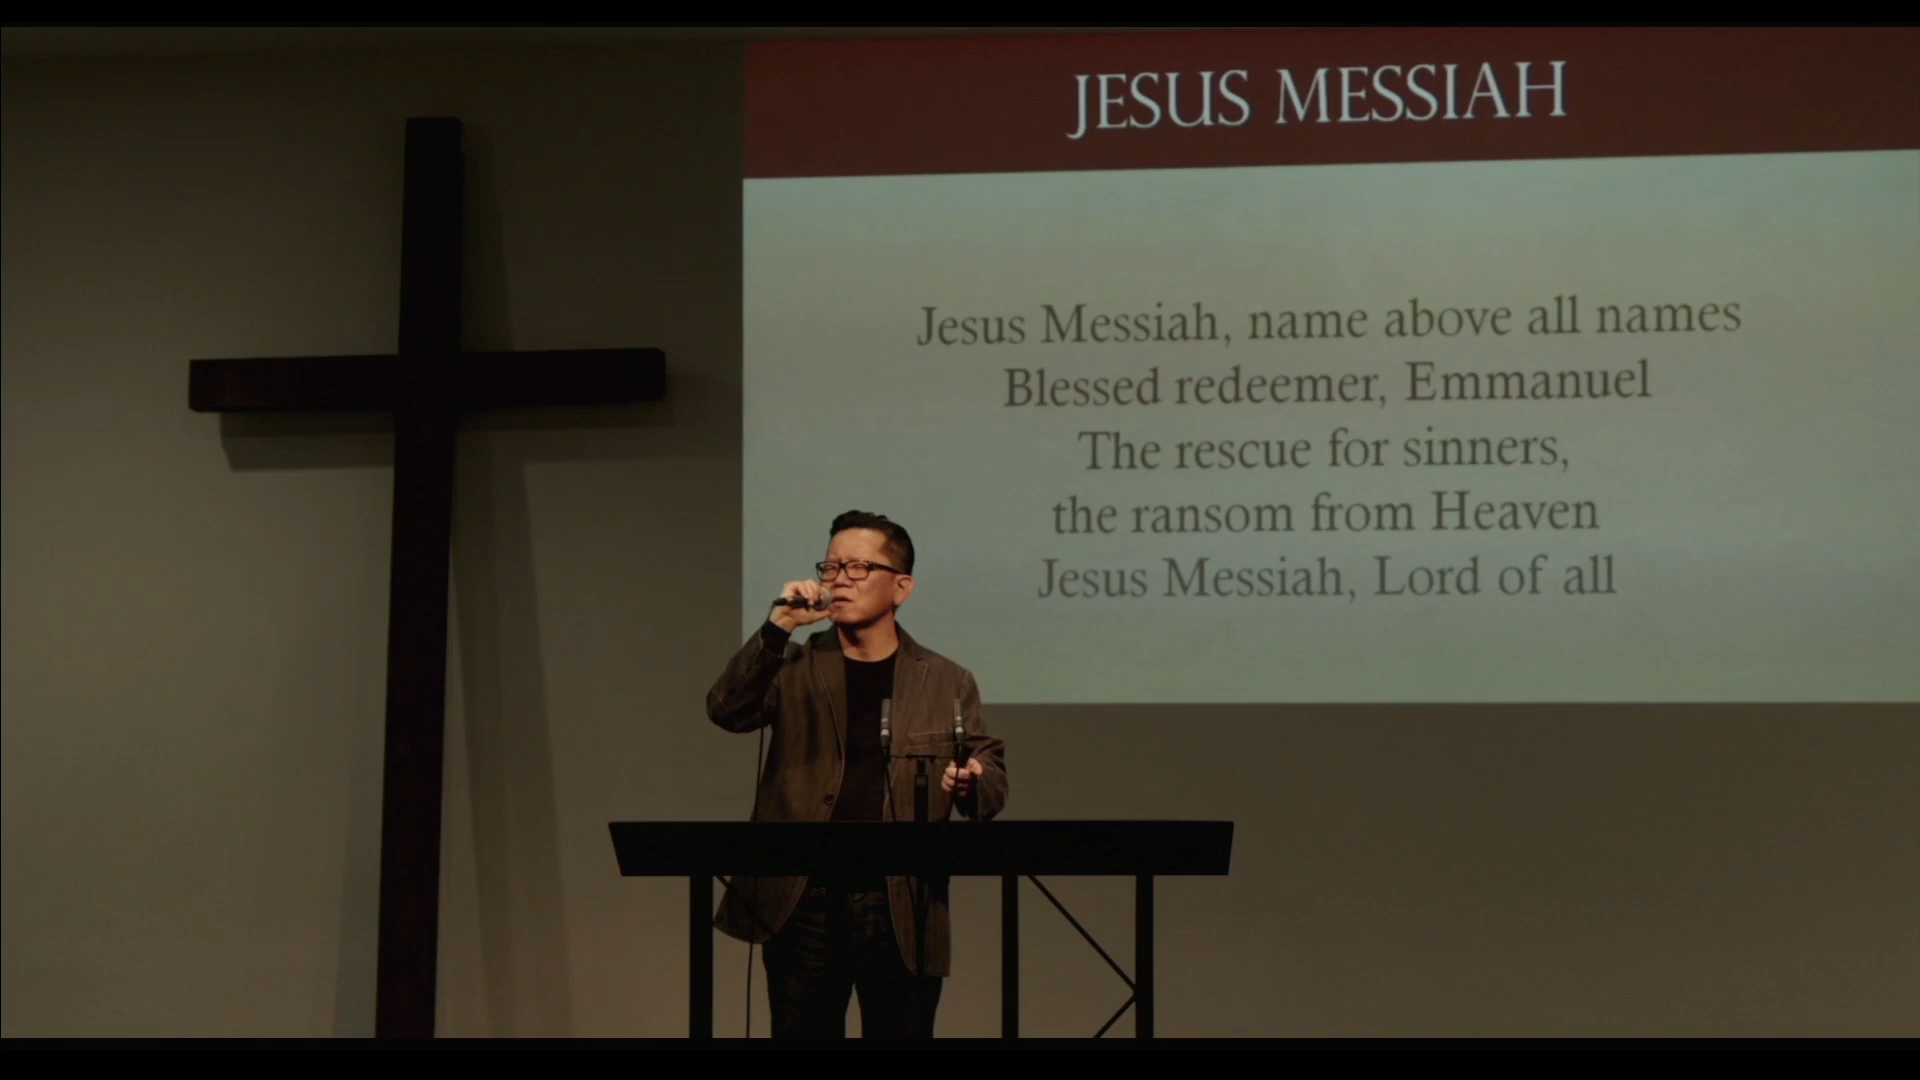 JESUS MESSIAH
Jesus Messiah, name above all names
Blessed redeemer, Emmanuel
The rescue for sinners,
the ransom from Heaven
Jesus Messiah, Lord of all